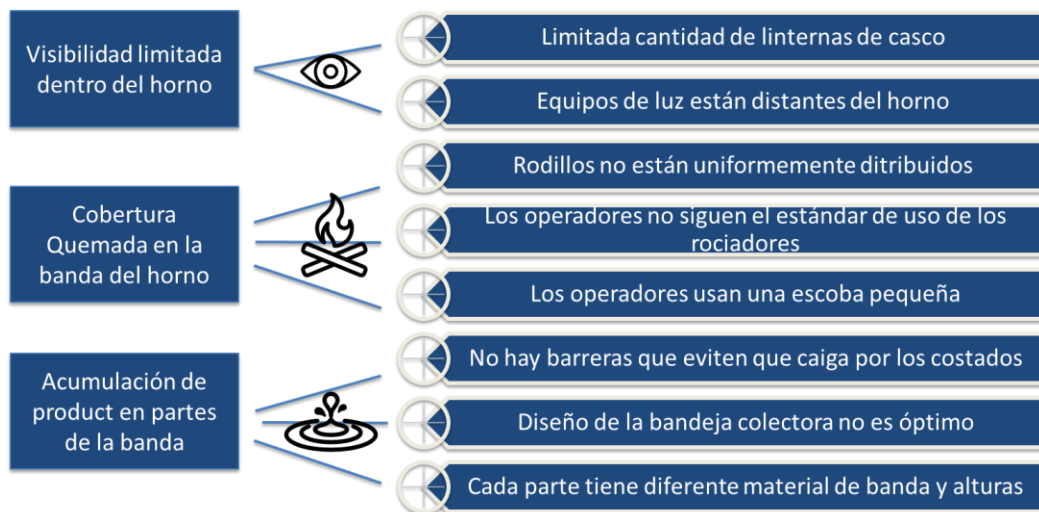 Visibilidad limitada
dentro del horno
Limitada cantidad de linternas de casco
Equipos de luz están distantes del horno
Cobertura
Quemada en la
banda del horno
Rodillos no están uniformemente ditribuidos
Los operadores no siguen el estándar de uso de los
rociadores
Los operadores usan una escoba pequeña
Acumulación de
product en partes
de la banda
No hay barreras que eviten que caiga por los costados
Diseño de la bandeja colectora no es óptimo
Cada parte tiene diferente material de banda y alturas